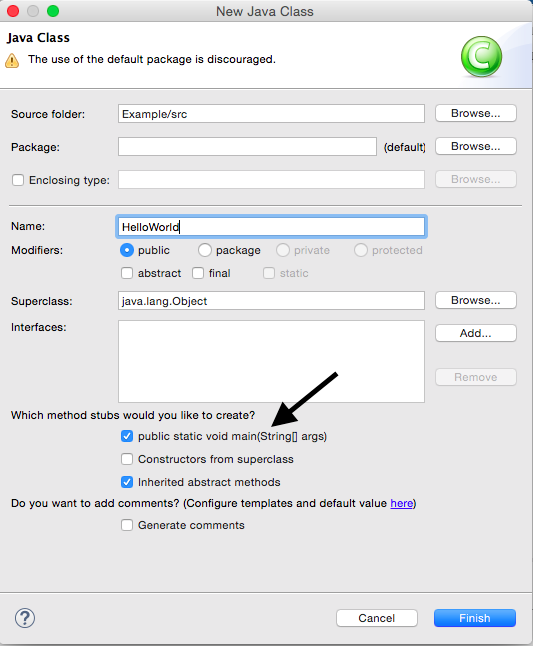 New Java Class
Java Class
The use of the default package is discouraged.
C
Source folder: Example/src Browse...
Package: (default) Browse...
Enclosing type: Browse...
Name: HelloWorld
Modifiers: public package private protected
abstract final static
Superclass: java.lang.Object Browse...
Interfaces: Add...
Remove
Which method stubs would you like to create?
public static void main(String[] args)
Constructors from superclass
Inherited abstract methods
Do you want to add comments? (Configure templates and default value here)
Generate comments
? Cancel Finish